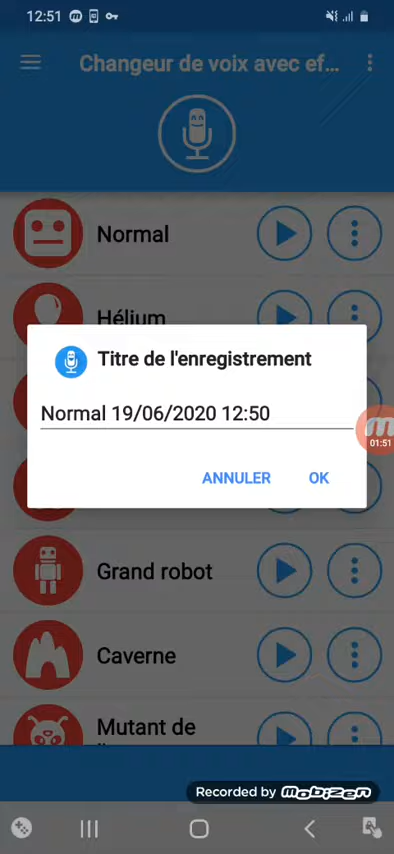 12:51
Changeur de voix avec ef...
Normal
Hélium
Titre de l'enregistrement
Normal 19/06/2020 12:50
01:51
ANNULER OK
Grand robot
Caverne
Mutant de
Recorded by mobizen